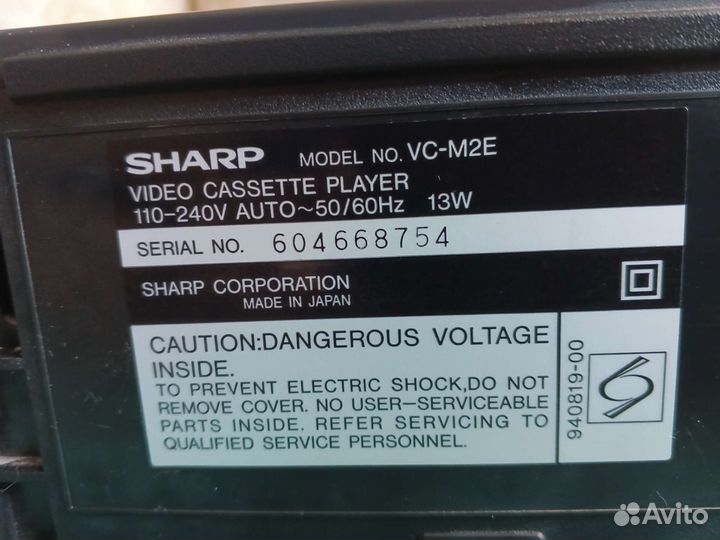 SHARP MODEL NO. VC-M2E
VIDEO CASSETTE PLAYER
110-240V AUTO~50/60Hz 13W
SERIAL NO. 604668754
SHARP CORPORATION
MADE IN JAPAN
CAUTION:DANGEROUS VOLTAGE
INSIDE.
TO PREVENT ELECTRIC SHOCK,DO NOT
REMOVE COVER. NO USER-SERVICEABLE
PARTS INSIDE. REFER SERVICING TO
QUALIFIED SERVICE PERSONNEL.
940819-00
Avito